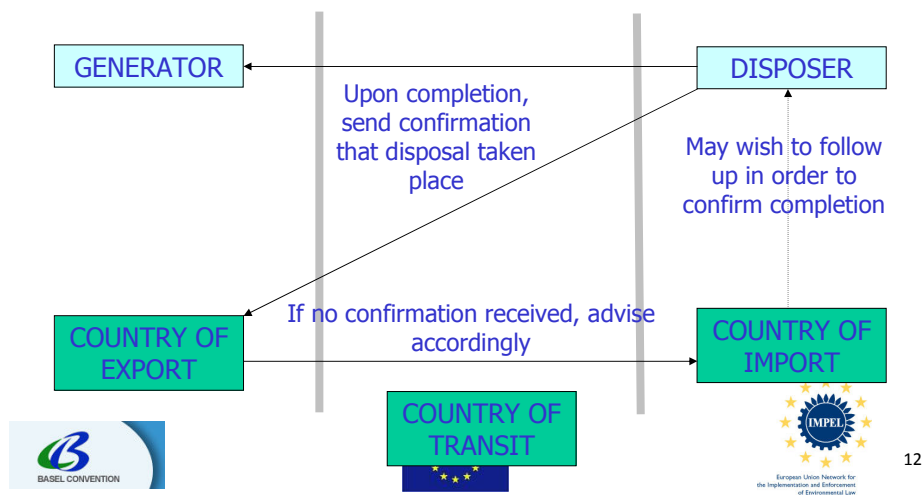 GENERATOR
DISPOSER
Upon completion,
send confirmation
that disposal taken
place
May wish to follow
up in order to
confirm completion
If no confirmation received, advise
accordingly
COUNTRY OF
EXPORT
COUNTRY OF
IMPORT
COUNTRY OF
TRANSIT
BASEL CONVENTION
IMPEL
European Union Network for
the Implementation and Enforcement
of Environmental Law
12